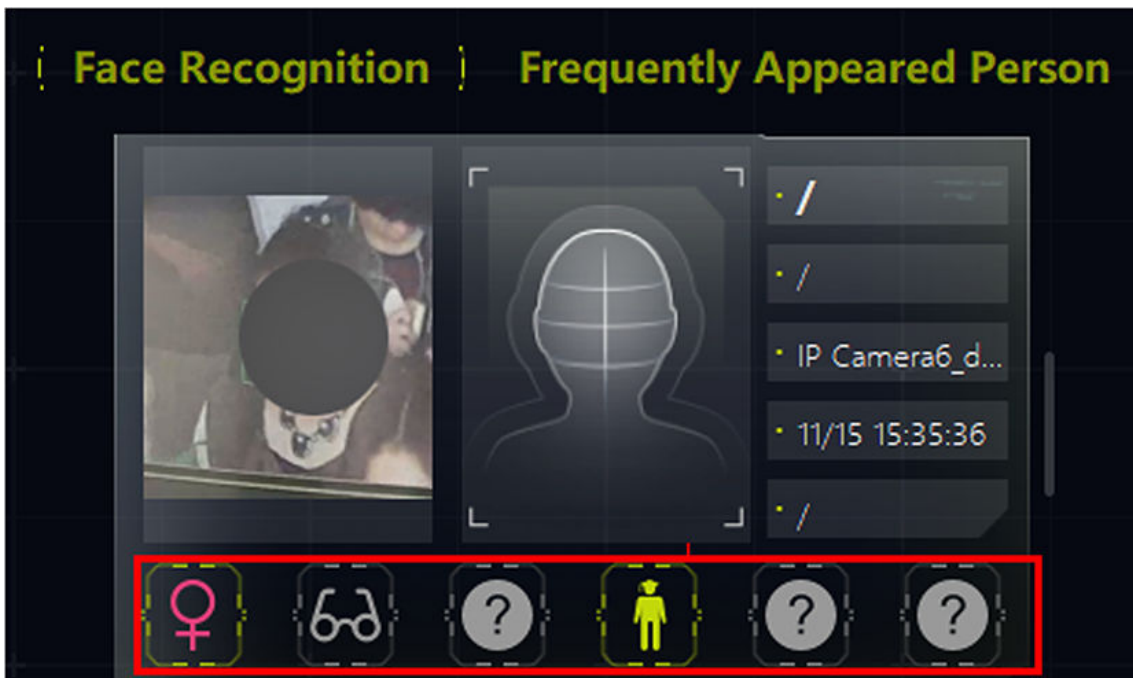 Face Recognition
Frequently Appeared Person
/
/
IP Camera6_d...
11/15 15:35:36
/
? ? ?